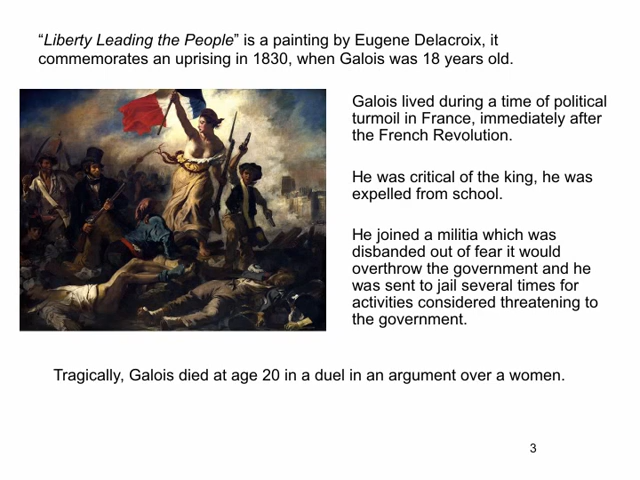 “Liberty Leading the People” is a painting by Eugene Delacroix, it
commemorates an uprising in 1830, when Galois was 18 years old.
Galois lived during a time of political
turmoil in France, immediately after
the French Revolution.
He was critical of the king, he was
expelled from school.
He joined a militia which was
disbanded out of fear it would
overthrow the government and he
was sent to jail several times for
activities considered threatening to
the government.
Tragically, Galois died at age 20 in a duel in an argument over a women.
3